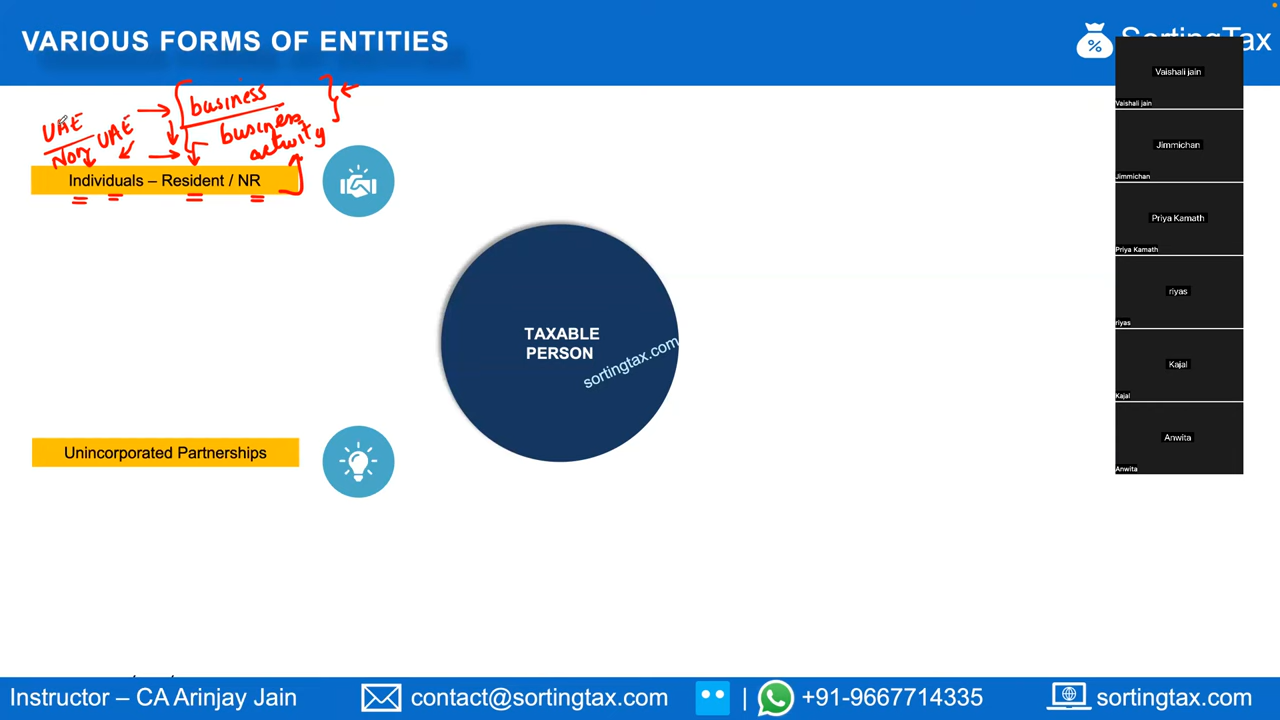 VARIOUS FORMS OF ENTITIES
SortingTax
%
UAE
Non UAE
business
business
activity
Individuals – Resident / NR
TAXABLE
PERSON
sortingtax.com
Unincorporated Partnerships
Vaishali jain
Vaishali jain
Jimmichan
Jimmichan
Priya Kamath
Priya Kamath
riyas
riyas
Kajal
Kajal
Anwita
Anwita
Instructor – CA Arinjay Jain
contact@sortingtax.com
|
+91-9667714335
sortingtax.com